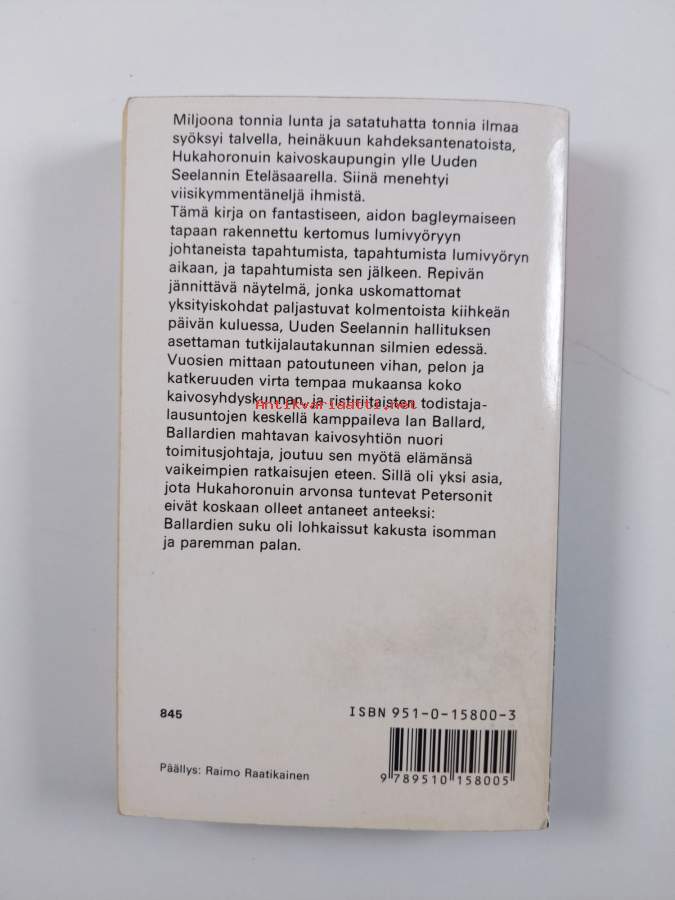 Miljoona tonnia lunta ja satatuhatta tonnia ilmaa
syöksyi talvella, heinäkuun kahdeksantenatoista,
Hukahoronuin kaivoskaupungin ylle Uuden
Seelannin Eteläsaarella. Siinä menehtyi
viisikymmentäneljä ihmistä.
Tämä kirja on fantastiseen, aidon bagleymaiseen
tapaan rakennettu kertomus lumivyöryyn
johtaneista tapahtumista, tapahtumista lumivyöryn
aikaan, ja tapahtumista sen jälkeen. Repivän
jännittävä näytelmä, jonka uskomattomat
yksityiskohdat paljastuvat kolmentoista kiihkeän
päivän kuluessa, Uuden Seelannin hallituksen
asettaman tutkijalautakunnan silmien edessä.
Vuosien mittaan patoutuneen vihan, pelon ja
katkeruuden virta tempaa mukaansa koko
kaivosyhdyskunnan, ja ristiriitaisten todistaja-
Antikvariaatti.net
lausuntojen keskellä kamppaileva Ian Ballard,
Ballardien mahtavan kaivosyhtiön nuori
toimitusjohtaja, joutuu sen myötä elämänsä
vaikeimpien ratkaisujen eteen. Sillä oli yksi asia,
jota Hukahoronuin arvonsa tuntevat Petersonit
eivät koskaan olleet antaneet anteeksi:
Ballardien suku oli lohkaissut kakusta isomman
ja paremman palan.
845
ISBN 951-0-15800-3
Päällys: Raimo Raatikainen
9 789510 158005